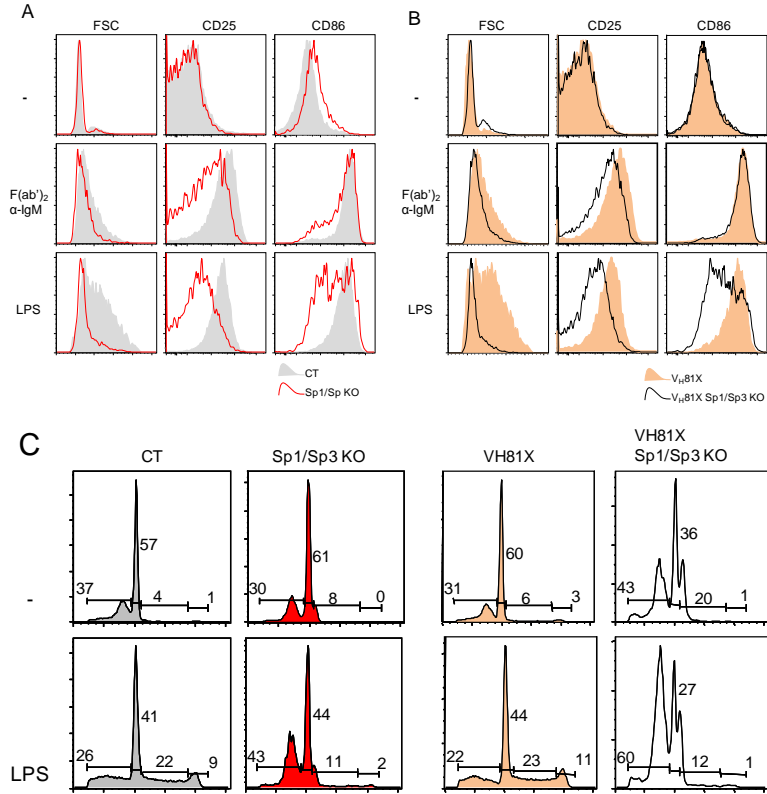 A
FSC CD25 CD86
-
F(ab')₂
α-IgM
LPS
CT
Sp1/Sp KO
B
FSC CD25 CD86
-
F(ab')₂
α-IgM
LPS
VH81X
VH81X Sp1/Sp3 KO
C
CT Sp1/Sp3 KO VH81X VH81X
Sp1/Sp3 KO
-
37 57 4 1
30 61 8 0
31 60 6 3
43 36 20 1
LPS
26 41 22 9
43 44 11 2
22 44 23 11
60 27 12 1